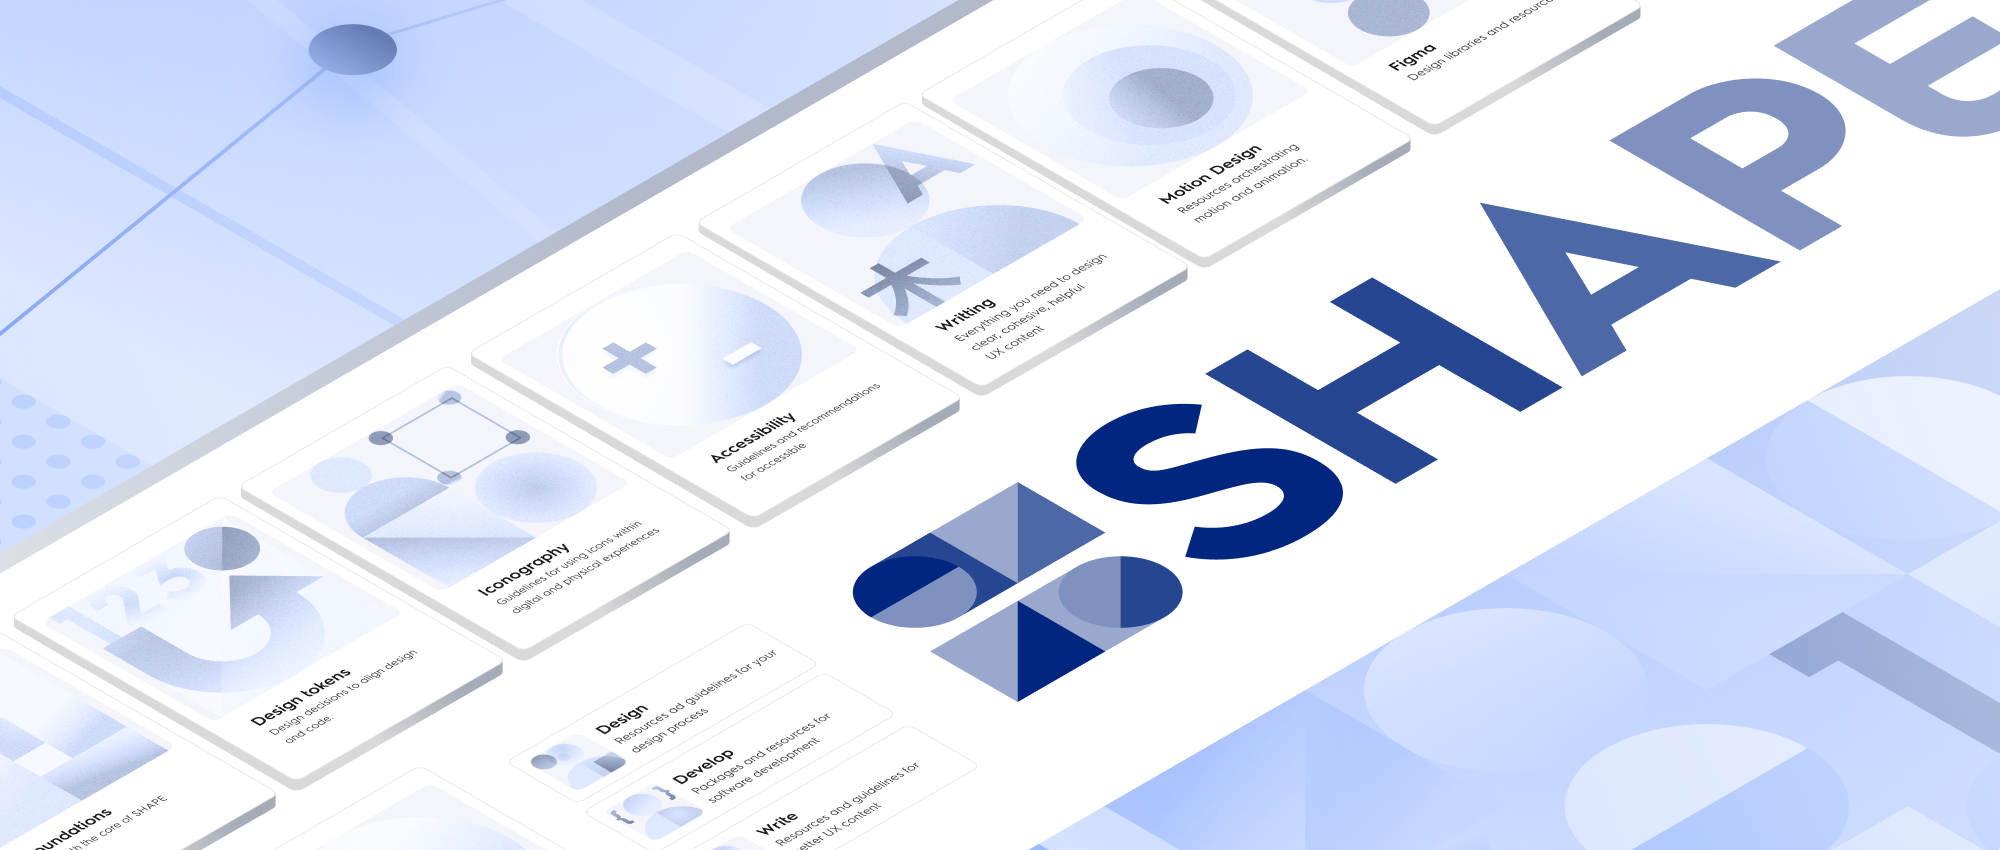 Figma
Design libraries and resource
Motion Design
Resources orchestrating
motion and animation.
Writting
Everything you need to design
clear, cohesive, helpful
UX content
Accessibility
Guidelines and recommendations
for accessible
Iconography
Guidelines for using icons within
digital and physical experiences
123
Design tokens
Design decisions to align design
and code.
oundations
the core of SHAPE
SHAPE
Design
Resources ad guidelines for your
design process
Develop
Packages and resources for
software development
Write
Resources and guidelines for
etter UX content
A
木
+ -
{ }